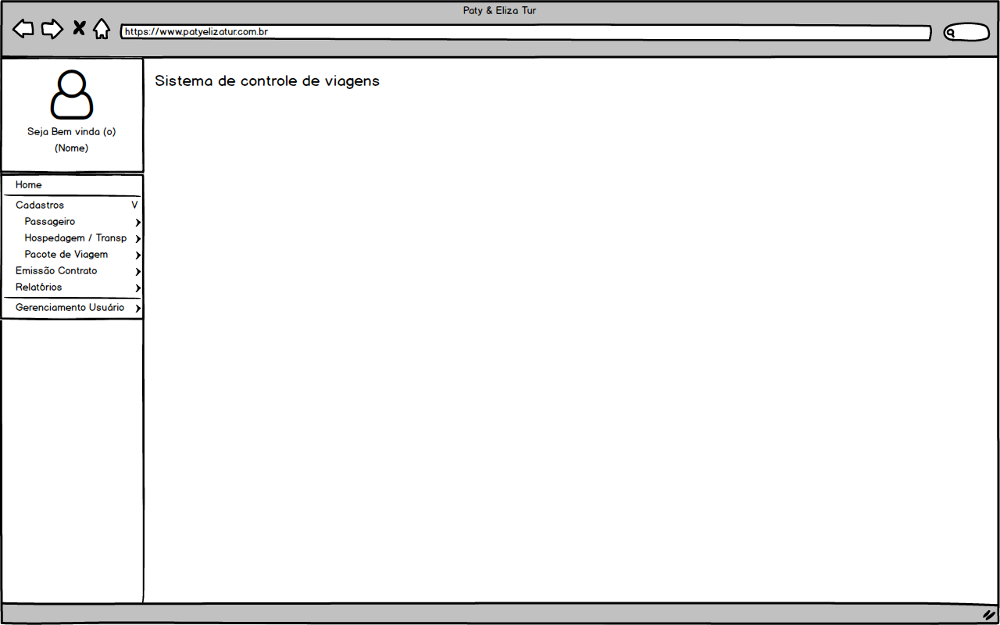 Paty & Eliza Tur
https://www.patyelizatur.com.br
Sistema de controle de viagens
Seja Bem vinda (o)
(Nome)
Home
Cadastros V
Passageiro
Hospedagem / Transp
Pacote de Viagem
Emissão Contrato
Relatórios
Gerenciamento Usuário